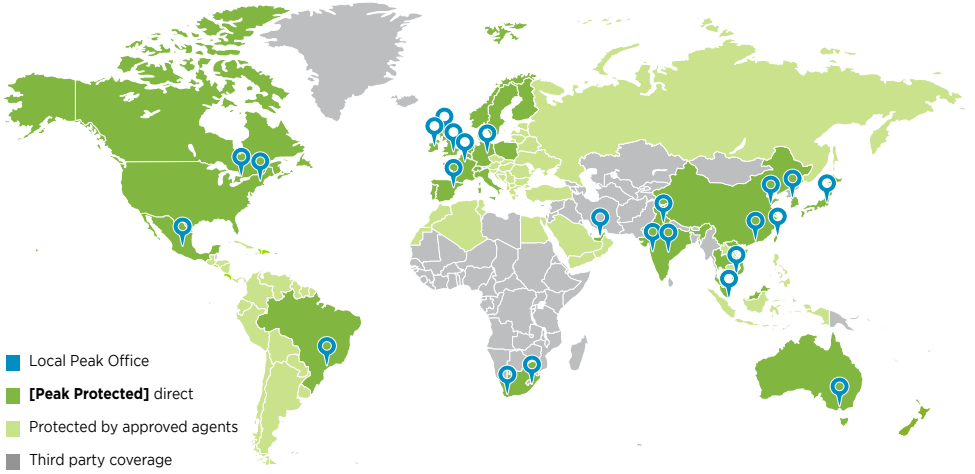 Local Peak Office
[Peak Protected] direct
Protected by approved agents
Third party coverage